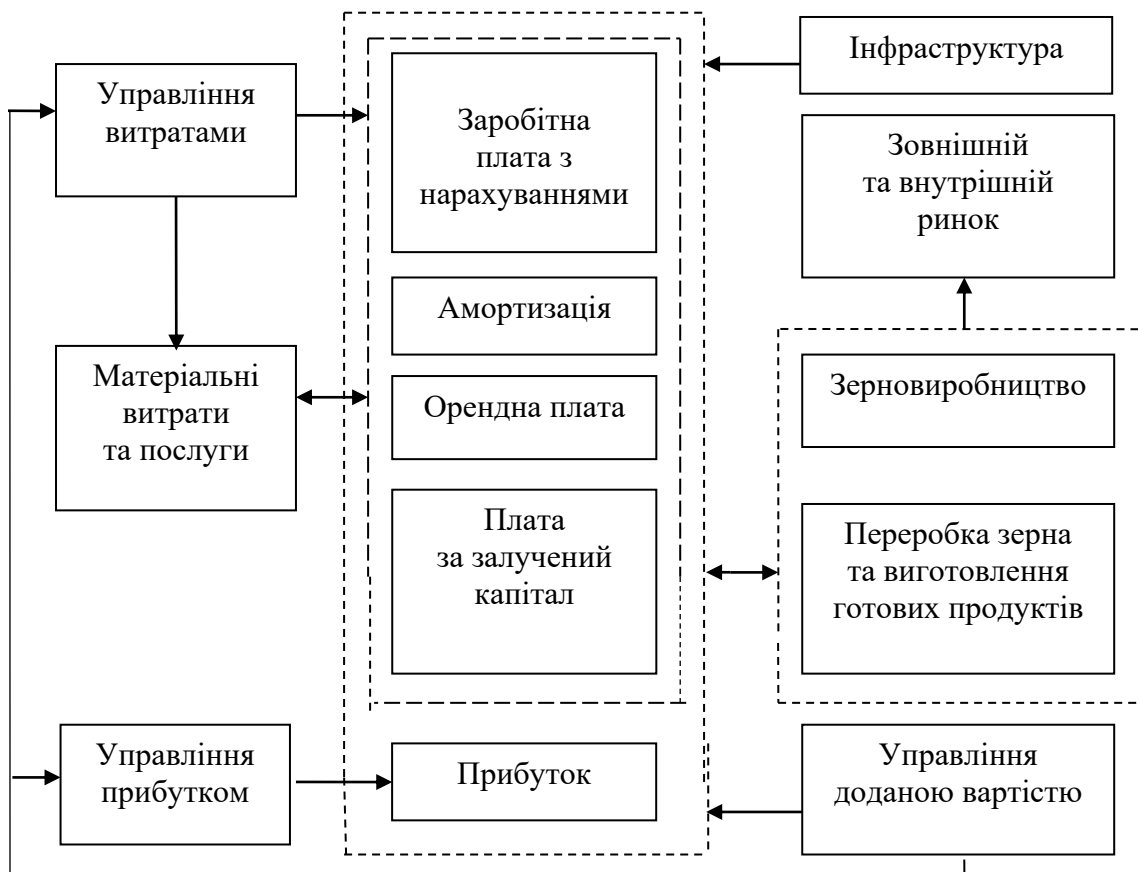 Управління
витратами
Матеріальні
витрати
та послуги
Управління
прибутком
Заробітна
плата з
нарахуваннями
Амортизація
Орендна плата
Плата
за залучений
капітал
Прибуток
Інфраструктура
Зовнішній
та внутрішній
ринок
Зерновиробництво
Переробка зерна
та виготовлення
готових продуктів
Управління
доданою вартістю